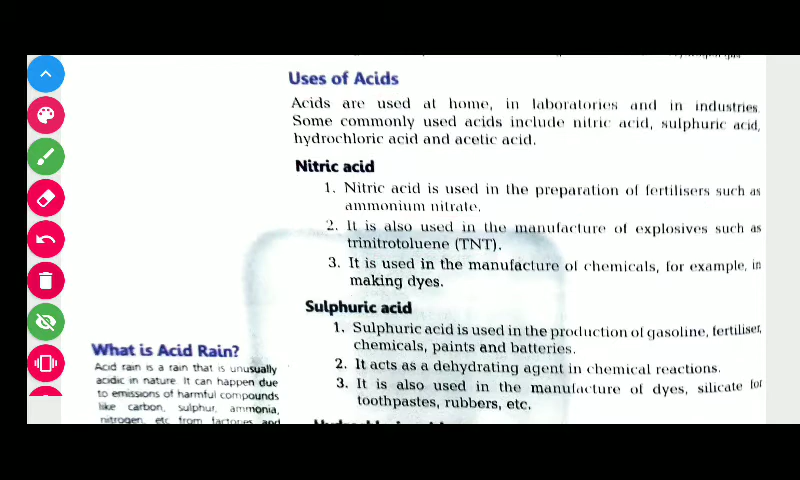 Uses of Acids
Acids are used at home, in laboratories and in industries.
Some commonly used acids include nitric acid, sulphuric acid,
hydrochloric acid and acetic acid.
Nitric acid
1. Nitric acid is used in the preparation of fertilisers such as
ammonium nitrate.
2. It is also used in the manufacture of explosives such as
trinitrotoluene (TNT).
3. It is used in the manufacture of chemicals, for example, in
making dyes.
Sulphuric acid
1. Sulphuric acid is used in the production of gasoline, fertiliser,
chemicals, paints and batteries.
2. It acts as a dehydrating agent in chemical reactions.
3. It is also used in the manufacture of dyes, silicate for
toothpastes, rubbers, etc.
What is Acid Rain?
Acid rain is a rain that is unusually
acidic in nature. It can happen due
to emissions of harmful compounds
like carbon, sulphur, ammonia,
nitrogen, etc from factories and